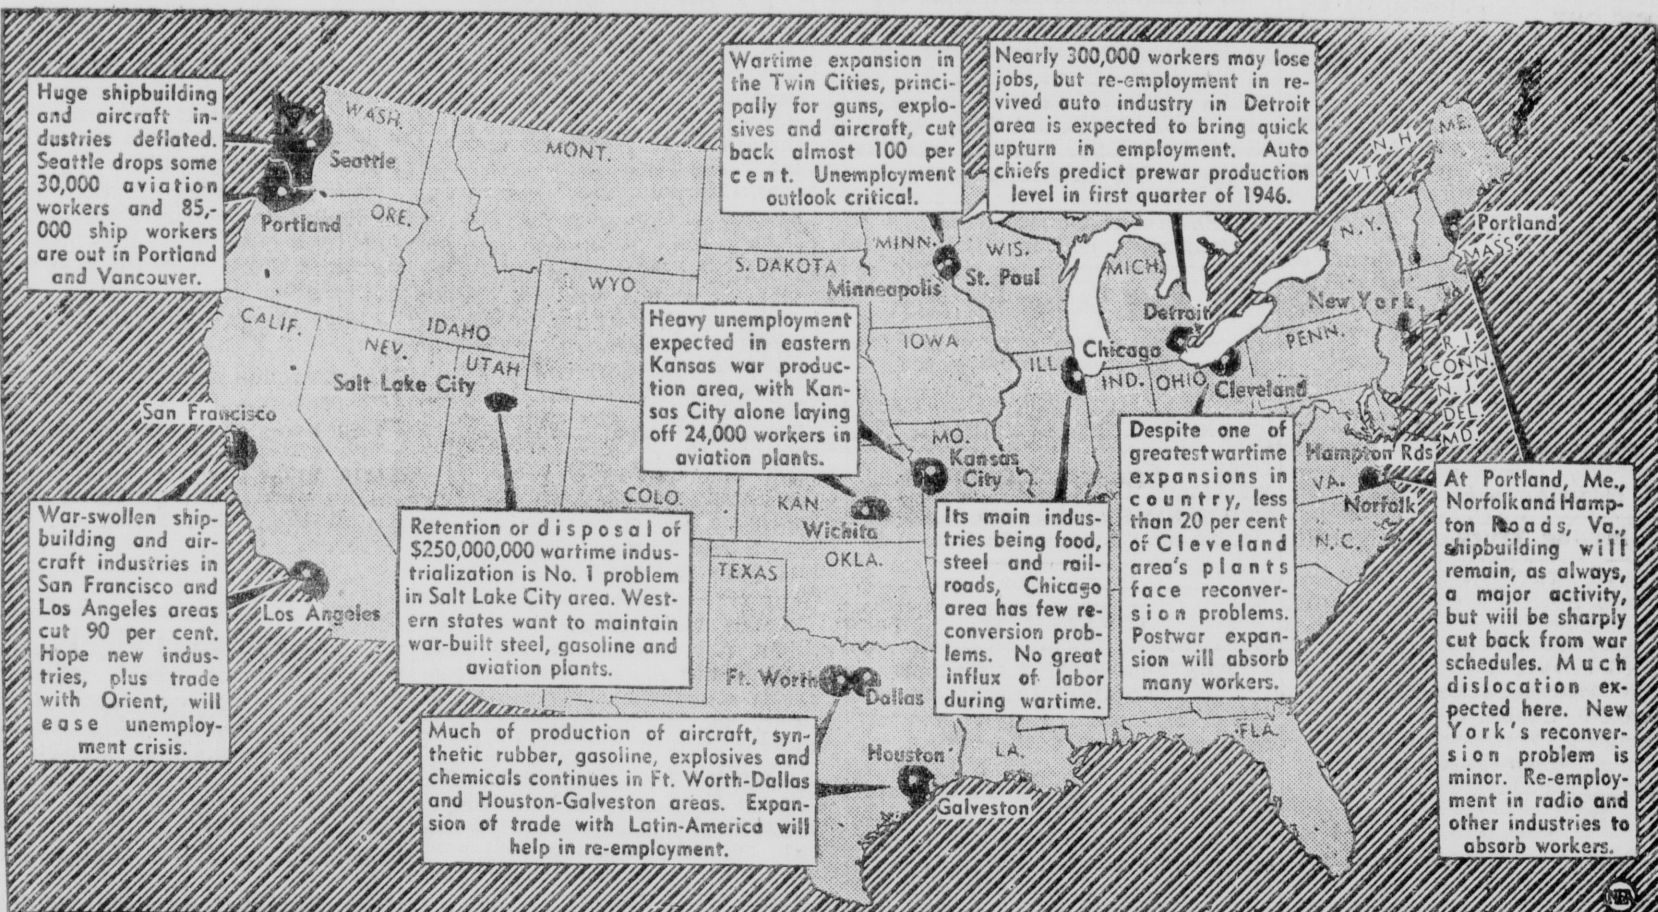 Huge shipbuilding
and aircraft in-
dustries deflated.
Seattle drops some
30,000 aviation
workers and 85,-
000 ship workers
are out in Portland
and Vancouver.
Wartime expansion in
the Twin Cities, princi-
pally for guns, explo-
sives and aircraft, cut
back almost 100 per
cent. Unemployment
outlook critical.
Nearly 300,000 workers may lose
jobs, but re-employment in re-
vived auto industry in Detroit
area is expected to bring quick
upturn in employment. Auto
chiefs predict prewar production
level in first quarter of 1946.
WASH.
Seattle
Portland
ORE.
MONT.
IDAHO
WYO
S. DAKOTA
MINN.
Minneapolis
St. Paul
WIS.
MICH.
Detroit
Chicago
ILL.
IND.
OHIO
Cleveland
IOWA
N.H.
ME.
VT.
N.Y.
Portland
MASS.
New York
PENN.
R.I.
CONN.
N.J.
DEL.
MD.
Hampton Rds
VA.
Norfolk
N.C.
CALIF.
NEV.
UTAH
Salt Lake City
San Francisco
Los Angeles
COLO.
KAN.
Wichita
MO.
Kansas
City
TEXAS
OKLA.
Ft. Worth
Dallas
Houston
Galveston
LA.
FLA.
Heavy unemployment
expected in eastern
Kansas war produc-
tion area, with Kan-
sas City alone laying
off 24,000 workers in
aviation plants.
War-swollen ship-
building and air-
craft industries in
San Francisco and
Los Angeles areas
cut 90 per cent.
Hope new indus-
tries, plus trade
with Orient, will
ease unemploy-
ment crisis.
Retention or disposal of
$250,000,000 wartime indus-
trialization is No. 1 problem
in Salt Lake City area. West-
ern states want to maintain
war-built steel, gasoline and
aviation plants.
Much of production of aircraft, syn-
thetic rubber, gasoline, explosives and
chemicals continues in Ft. Worth-Dallas
and Houston-Galveston areas. Expan-
sion of trade with Latin-America will
help in re-employment.
Its main indus-
tries being food,
steel and rail-
roads, Chicago
area has few re-
conversion prob-
lems. No great
influx of labor
during wartime.
Despite one of
greatest wartime
expansions in
country, less
than 20 per cent
of Cleveland
area's plants
face reconver-
sion problems.
Postwar expan-
sion will absorb
many workers.
At Portland, Me.,
Norfolk and Hamp-
ton Roads, Va.,
shipbuilding will
remain, as always,
a major activity,
but will be sharply
cut back from war
schedules. Much
dislocation ex-
pected here. New
York's reconver-
sion problem is
minor. Re-employ-
ment in radio and
other industries to
absorb workers.
NEA